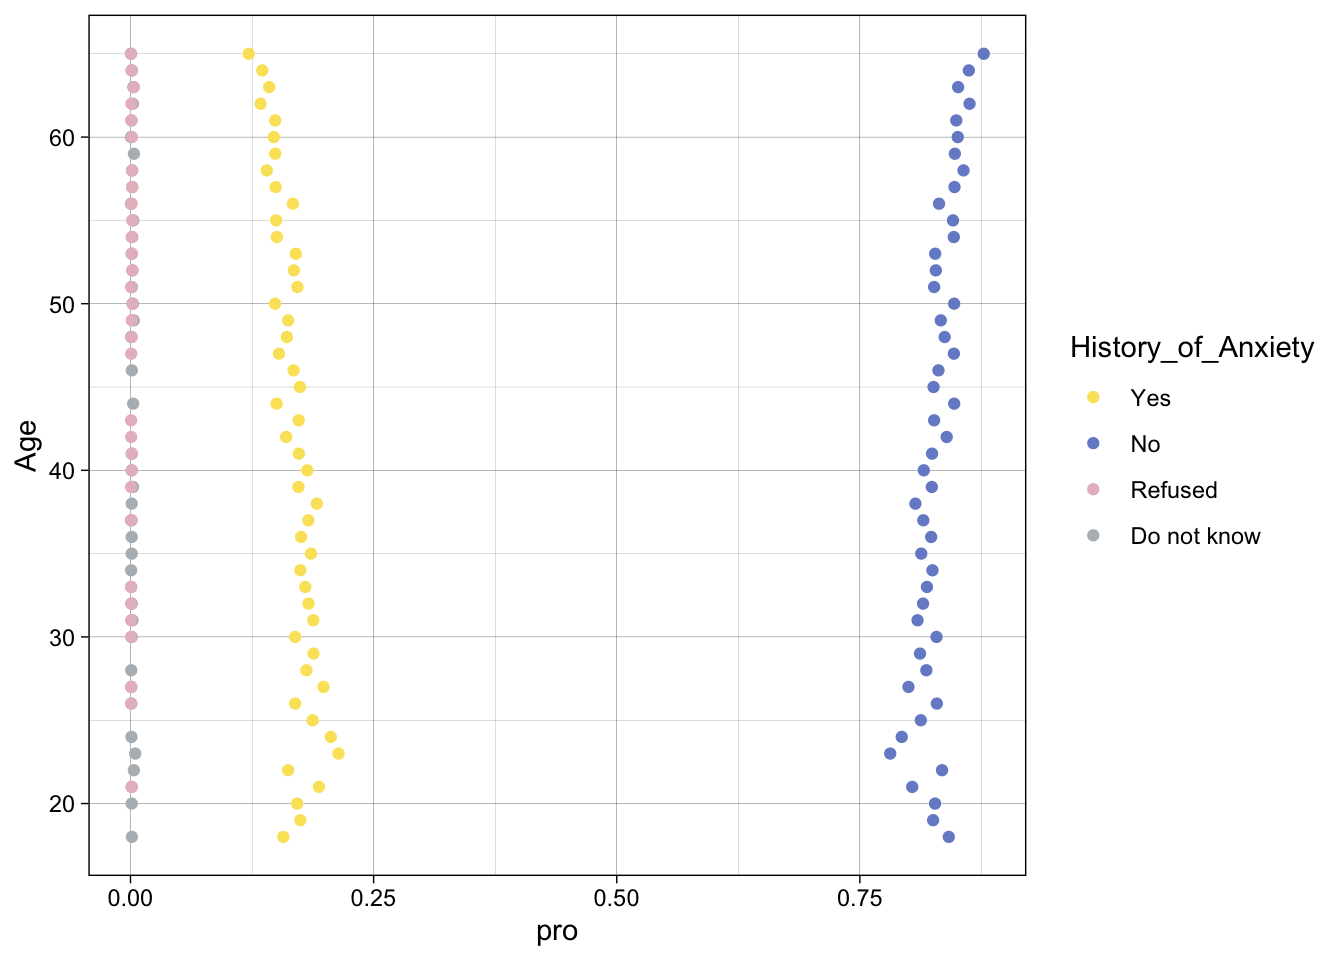 60
50
40
30
20
Age
0.00
0.25
0.50
0.75
pro
History_of_Anxiety
Yes
No
Refused
Do not know